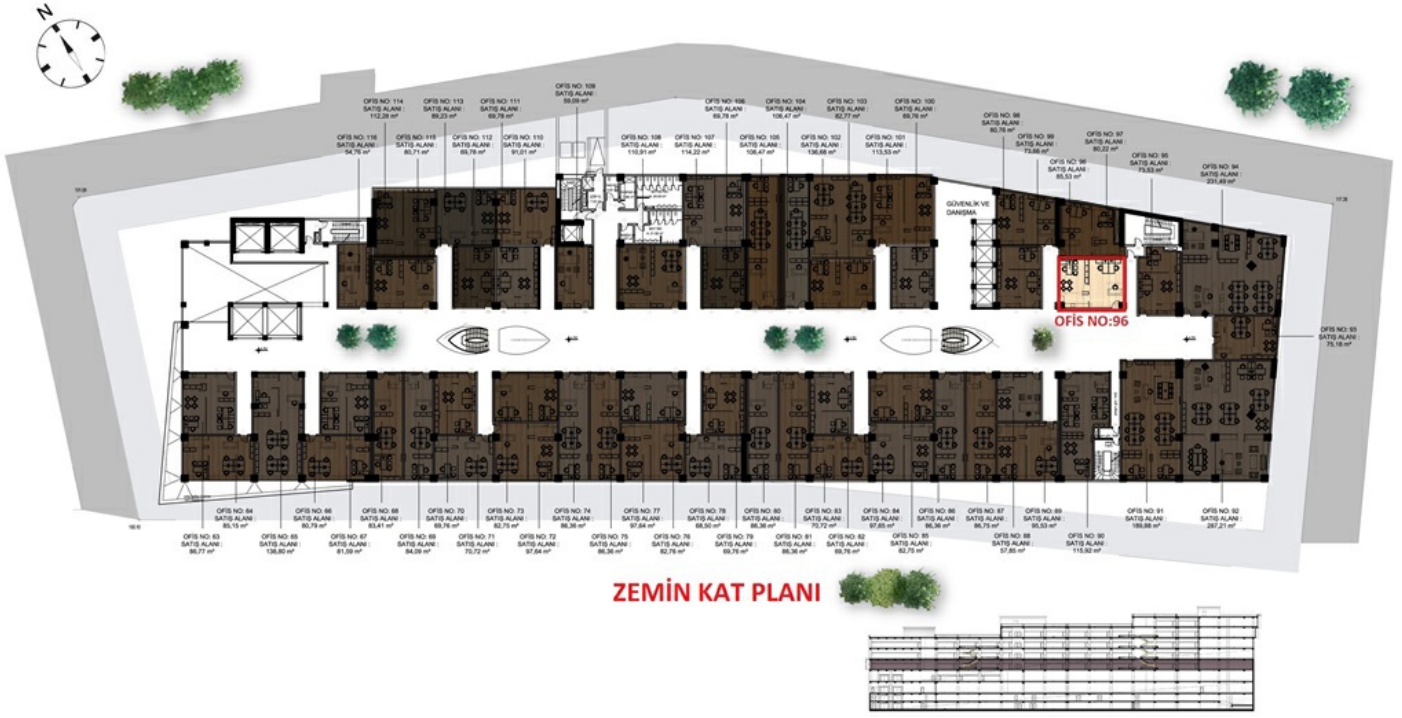 N
OFİS NO: 109
SATIŞ ALANI :
59,09 m²
OFİS NO: 114
SATIŞ ALANI :
112,28 m²
OFİS NO: 113
SATIŞ ALANI :
89,23 m²
OFİS NO: 111
SATIŞ ALANI :
69,78 m²
OFİS NO: 106
SATIŞ ALANI :
69,78 m²
OFİS NO: 104
SATIŞ ALANI :
106,47 m²
OFİS NO: 103
SATIŞ ALANI :
82,77 m²
OFİS NO: 100
SATIŞ ALANI :
69,76 m²
OFİS NO: 98
SATIŞ ALANI :
80,76 m²
OFİS NO: 116
SATIŞ ALANI :
54,76 m²
OFİS NO: 115
SATIŞ ALANI :
80,71 m²
OFİS NO: 112
SATIŞ ALANI :
69,78 m²
OFİS NO: 110
SATIŞ ALANI :
91,01 m²
OFİS NO: 108
SATIŞ ALANI :
110,91 m²
OFİS NO: 107
SATIŞ ALANI :
114,22 m²
OFİS NO: 105
SATIŞ ALANI :
106,47 m²
OFİS NO: 102
SATIŞ ALANI :
136,68 m²
OFİS NO: 101
SATIŞ ALANI :
113,53 m²
OFİS NO: 99
SATIŞ ALANI :
OFİS NO: 97
SATIŞ ALANI :
80,22 m²
OFİS NO: 96
SATIŞ ALANI :
85,53 m²
OFİS NO: 95
SATIŞ ALANI :
73,53 m²
OFİS NO: 94
SATIŞ ALANI :
231,49 m²
GÜVENLİK VE
DANIŞMA
OFİS NO:96
OFİS NO: 93
SATIŞ ALANI :
75,18 m²
OFİS NO: 64
SATIŞ ALANI :
85,15 m²
OFİS NO: 66
SATIŞ ALANI :
80,79 m²
OFİS NO: 68
SATIŞ ALANI :
83,41 m²
OFİS NO: 70
SATIŞ ALANI :
69,76 m²
OFİS NO: 73
SATIŞ ALANI :
82,75 m²
OFİS NO: 74
SATIŞ ALANI :
86,36 m²
OFİS NO: 77
SATIŞ ALANI :
97,64 m²
OFİS NO: 78
SATIŞ ALANI :
68,50 m²
OFİS NO: 80
SATIŞ ALANI :
86,36 m²
OFİS NO: 83
SATIŞ ALANI :
70,72 m²
OFİS NO: 84
SATIŞ ALANI :
97,65 m²
OFİS NO: 86
SATIŞ ALANI :
86,36 m²
OFİS NO: 87
SATIŞ ALANI :
86,75 m²
OFİS NO: 89
SATIŞ ALANI :
95,53 m²
OFİS NO: 91
SATIŞ ALANI :
189,88 m²
OFİS NO: 92
SATIŞ ALANI :
287,21 m²
OFİS NO: 63
SATIŞ ALANI :
86,77 m²
OFİS NO: 65
SATIŞ ALANI :
138,80 m²
OFİS NO: 67
SATIŞ ALANI :
81,59 m²
OFİS NO: 69
SATIŞ ALANI :
84,09 m²
OFİS NO: 71
SATIŞ ALANI :
70,72 m²
OFİS NO: 72
SATIŞ ALANI :
97,64 m²
OFİS NO: 75
SATIŞ ALANI :
86,36 m²
OFİS NO: 76
SATIŞ ALANI :
82,76 m²
OFİS NO: 79
SATIŞ ALANI :
69,76 m²
OFİS NO: 81
SATIŞ ALANI :
86,36 m²
OFİS NO: 82
SATIŞ ALANI :
69,76 m²
OFİS NO: 85
SATIŞ ALANI :
82,75 m²
OFİS NO: 88
SATIŞ ALANI :
57,85 m²
OFİS NO: 90
SATIŞ ALANI :
115,92 m²
ZEMİN KAT PLANI